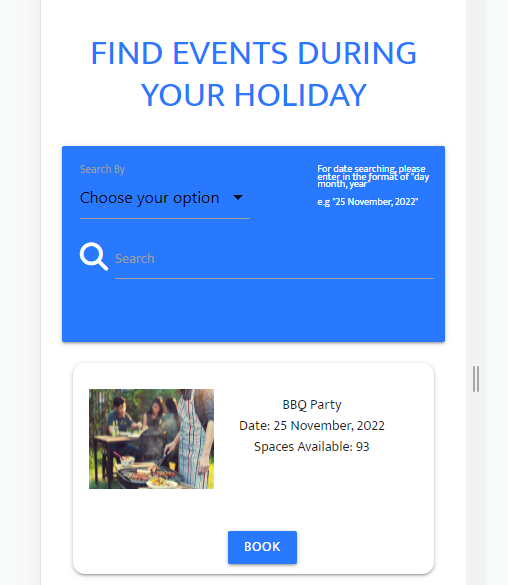 FIND EVENTS DURING
YOUR HOLIDAY
Search By
Choose your option
For date searching, please
enter in the format of "day
month, year"
e.g "25 November, 2022"
Search
BBQ Party
Date: 25 November, 2022
Spaces Available: 93
BOOK